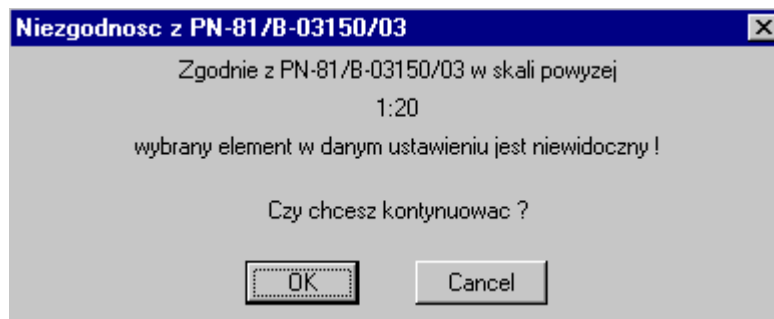 Niezgodnosc z PN-81/B-03150/03
Zgodnie z PN-81/B-03150/03 w skali powyzej
1:20
wybrany element w danym ustawieniu jest niewidoczny !
Czy chcesz kontynuowac ?
OK Cancel